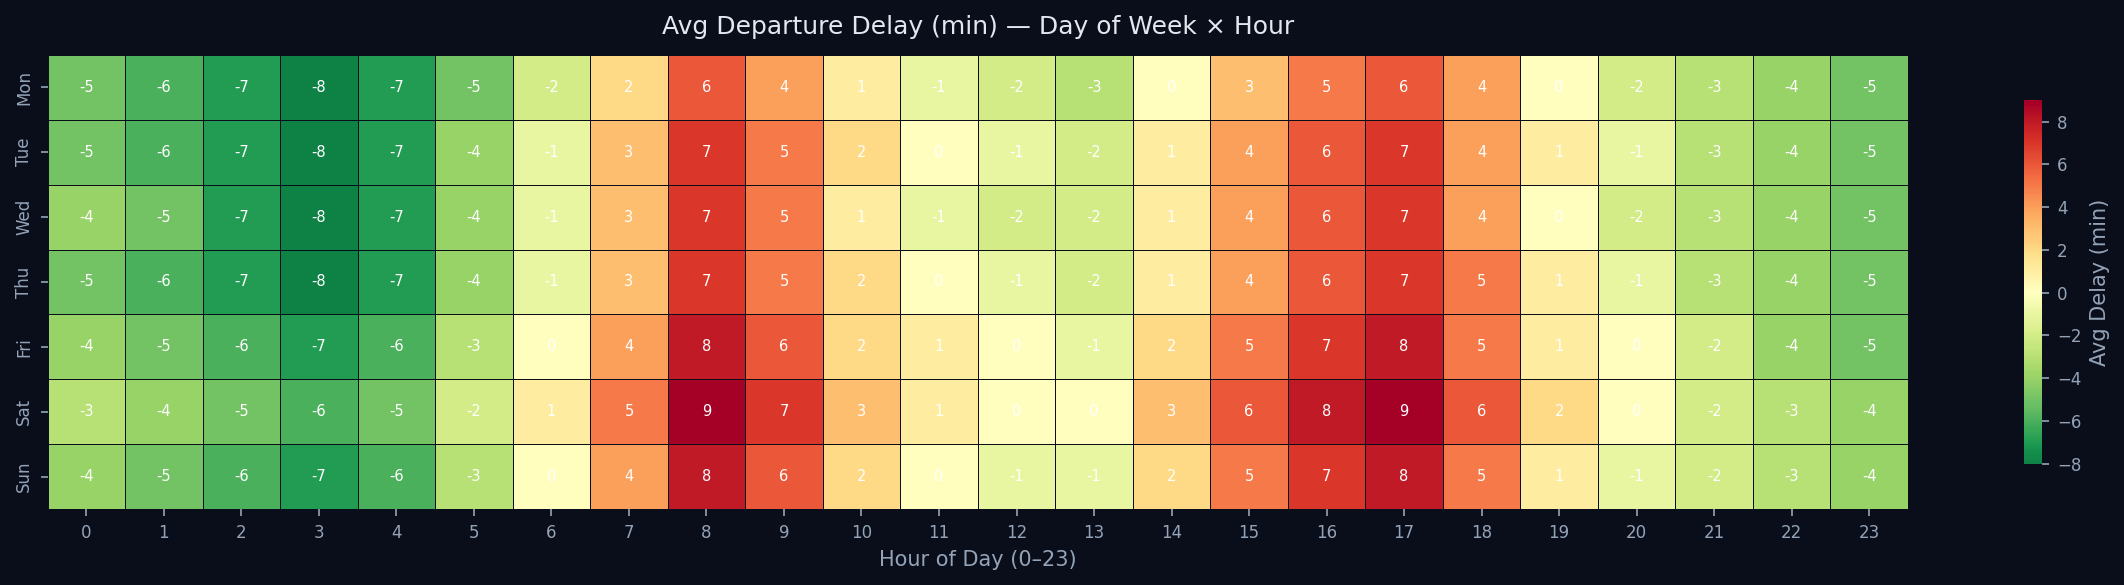 Avg Departure Delay (min) — Day of Week × Hour
Mon -5 -6 -7 -8 -7 -5 -2 2 6 4 1 -1 -2 -3 0 3 5 6 4 0 -2 -3 -4 -5
Tue -5 -6 -7 -8 -7 -4 -1 3 7 5 2 0 -1 -2 1 4 6 7 4 1 -1 -3 -4 -5
Wed -4 -5 -7 -8 -7 -4 -1 3 7 5 1 -1 -2 -2 1 4 6 7 4 0 -2 -3 -4 -5
Thu -5 -6 -7 -8 -7 -4 -1 3 7 5 2 0 -1 -2 1 4 6 7 5 1 -1 -3 -4 -5
Fri -4 -5 -6 -7 -6 -3 0 4 8 6 2 1 0 -1 2 5 7 8 5 1 0 -2 -4 -5
Sat -3 -4 -5 -6 -5 -2 1 5 9 7 3 1 0 0 3 6 8 9 6 2 0 -2 -3 -4
Sun -4 -5 -6 -7 -6 -3 0 4 8 6 2 0 -1 -1 2 5 7 8 5 1 -1 -2 -3 -4
0 1 2 3 4 5 6 7 8 9 10 11 12 13 14 15 16 17 18 19 20 21 22 23
Hour of Day (0–23)
8
6
4
2
0
−2
−4
−6
−8
Avg Delay (min)